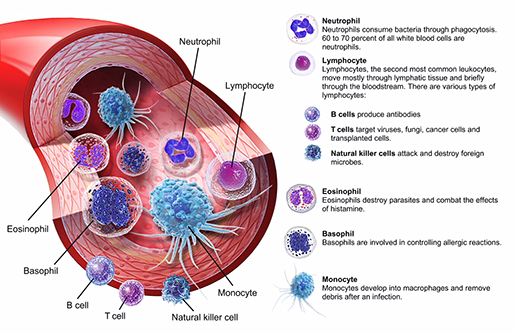 Neutrophil
Lymphocyte
Eosinophil
Basophil
B cell
T cell
Natural killer cell
Monocyte
Neutrophil
Neutrophils consume bacteria through phagocytosis.
60 to 70 percent of all white blood cells are
neutrophils.
Lymphocyte
Lymphocytes, the second most common leukocytes,
move mostly through lymphatic tissue and briefly
through the bloodstream. There are various types of
lymphocytes:
B cells produce antibodies
T cells target viruses, fungi, cancer cells and
transplanted cells.
Natural killer cells attack and destroy foreign
microbes.
Eosinophil
Eosinophils destroy parasites and combat the effects
of histamine.
Basophil
Basophils are involved in controlling allergic reactions.
Monocyte
Monocytes develop into macrophages and remove
debris after an infection.